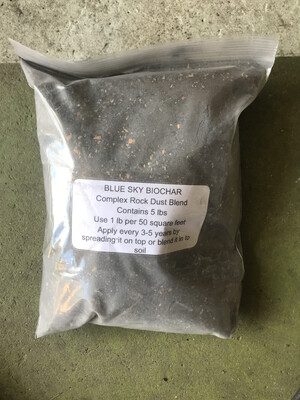 BLUE SKY BIOCHAR
Complex Rock Dust Blend
Contains 5 lbs
Use 1 lb per 50 square feet
Apply every 3-5 years by
spreading it on top or blend it in to
soil